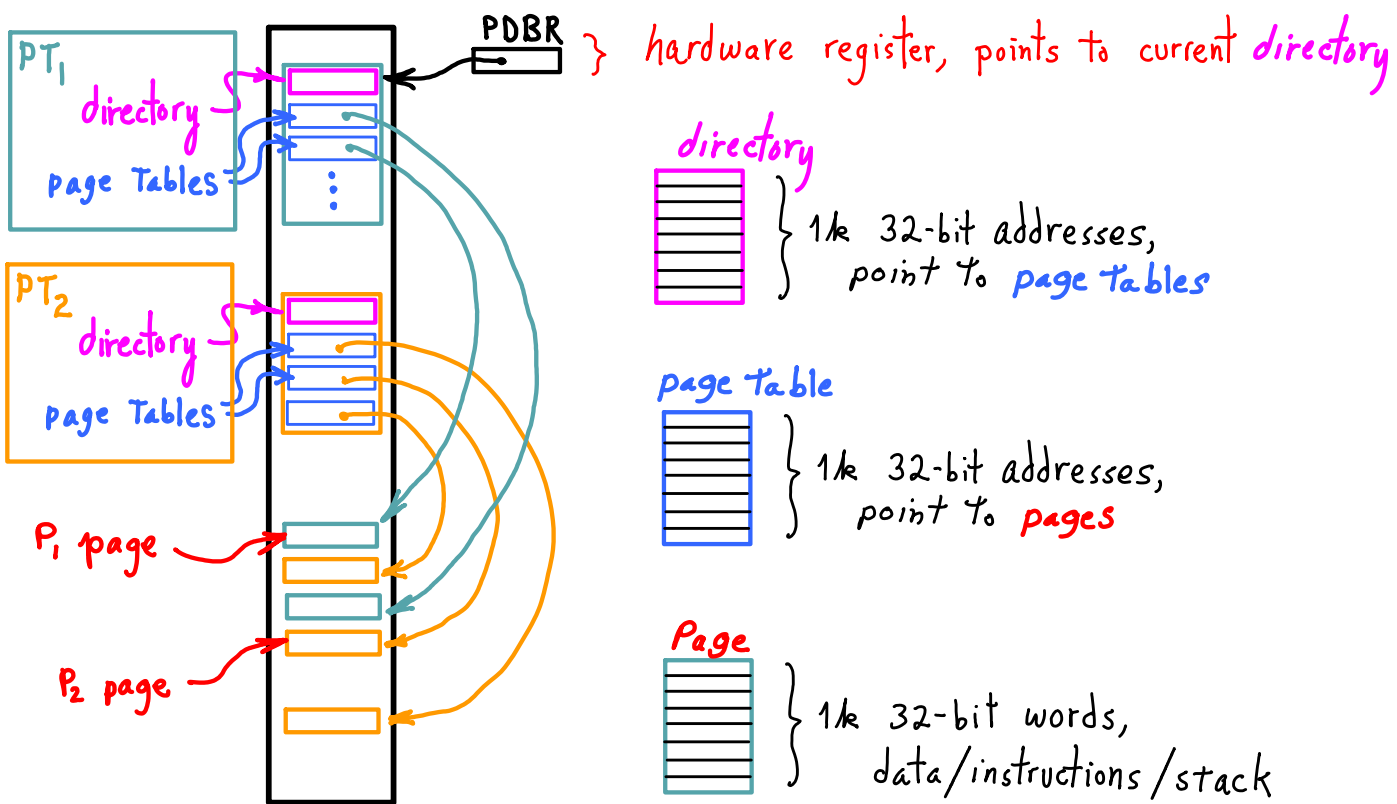 PDBR
} hardware register, points to current directory
PT1
directory
page Tables
PT2
directory
page Tables
P1 page
P2 page
directory
1k 32-bit addresses,
point to page tables
page Table
1k 32-bit addresses,
point to pages
Page
1k 32-bit words,
data/instructions/stack